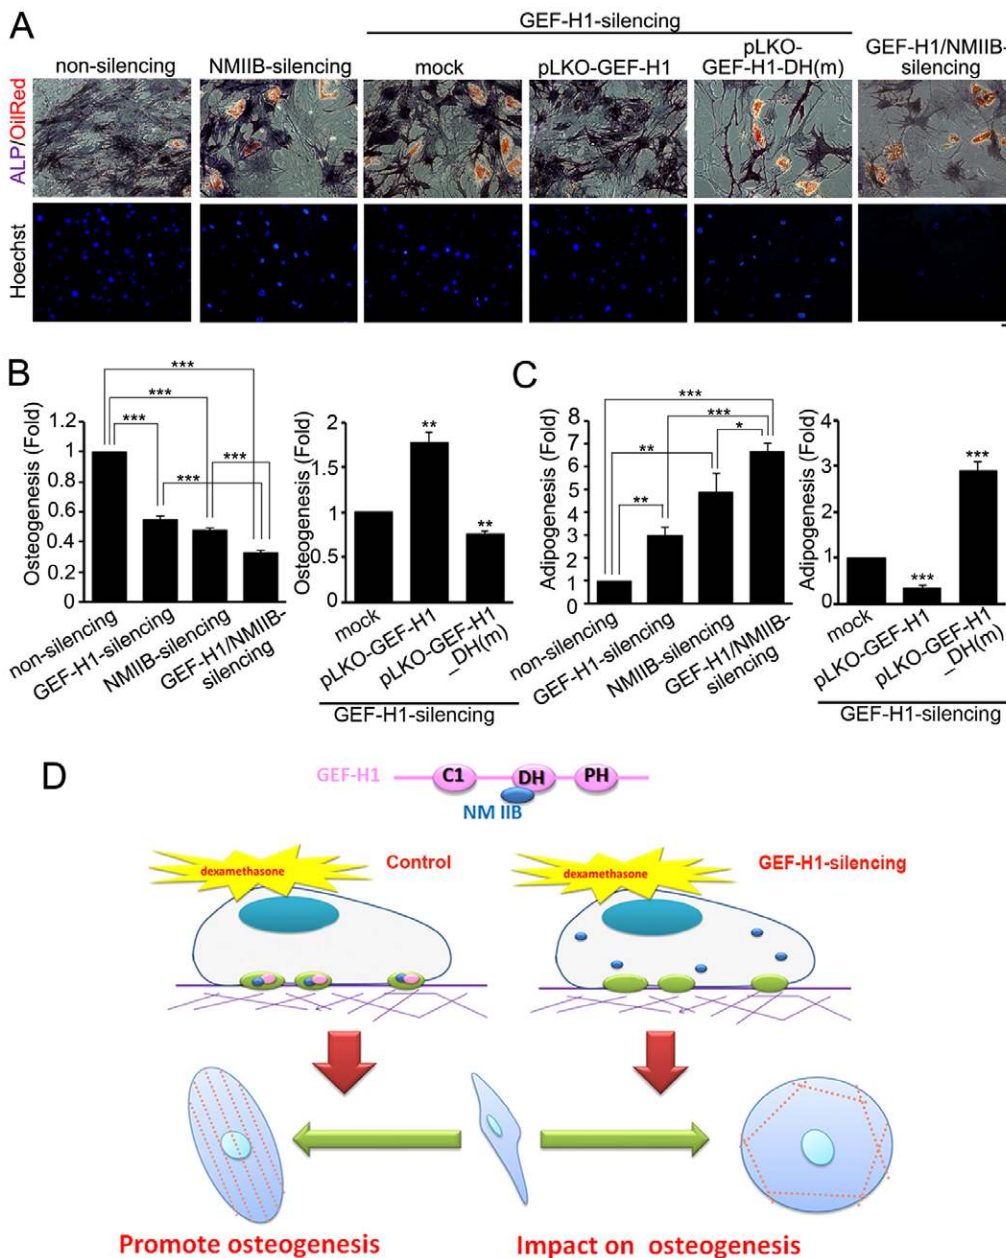 A
GEF-H1-silencing
non-silencing
NMIIB-silencing
mock
pLKO-GEF-H1
pLKO-
GEF-H1-DH(m)
GEF-H1/NMIIB-
silencing
ALP/OilRed
Hoechst
B
Osteogenesis (Fold)
1.2
1
0.8
0.6
0.4
0.2
0
***
***
***
***
***
non-silencing
GEF-H1-silencing
NMIIB-silencing
GEF-H1/NMIIB-
silencing
Osteogenesis (Fold)
2
1.5
1
0.5
0
**
**
mock
pLKO-GEF-H1
pLKO-GEF-H1
_DH(m)
GEF-H1-silencing
C
Adipogenesis (Fold)
8
7
6
5
4
3
2
1
0
***
***
*
**
**
non-silencing
GEF-H1-silencing
NMIIB-silencing
GEF-H1/NMIIB-
silencing
Adipogenesis (Fold)
4
3
2
1
0
***
***
mock
pLKO-GEF-H1
pLKO-GEF-H1
_DH(m)
GEF-H1-silencing
D
GEF-H1
C1
DH
PH
NM IIB
dexamethasone
Control
dexamethasone
GEF-H1-silencing
Promote osteogenesis
Impact on osteogenesis